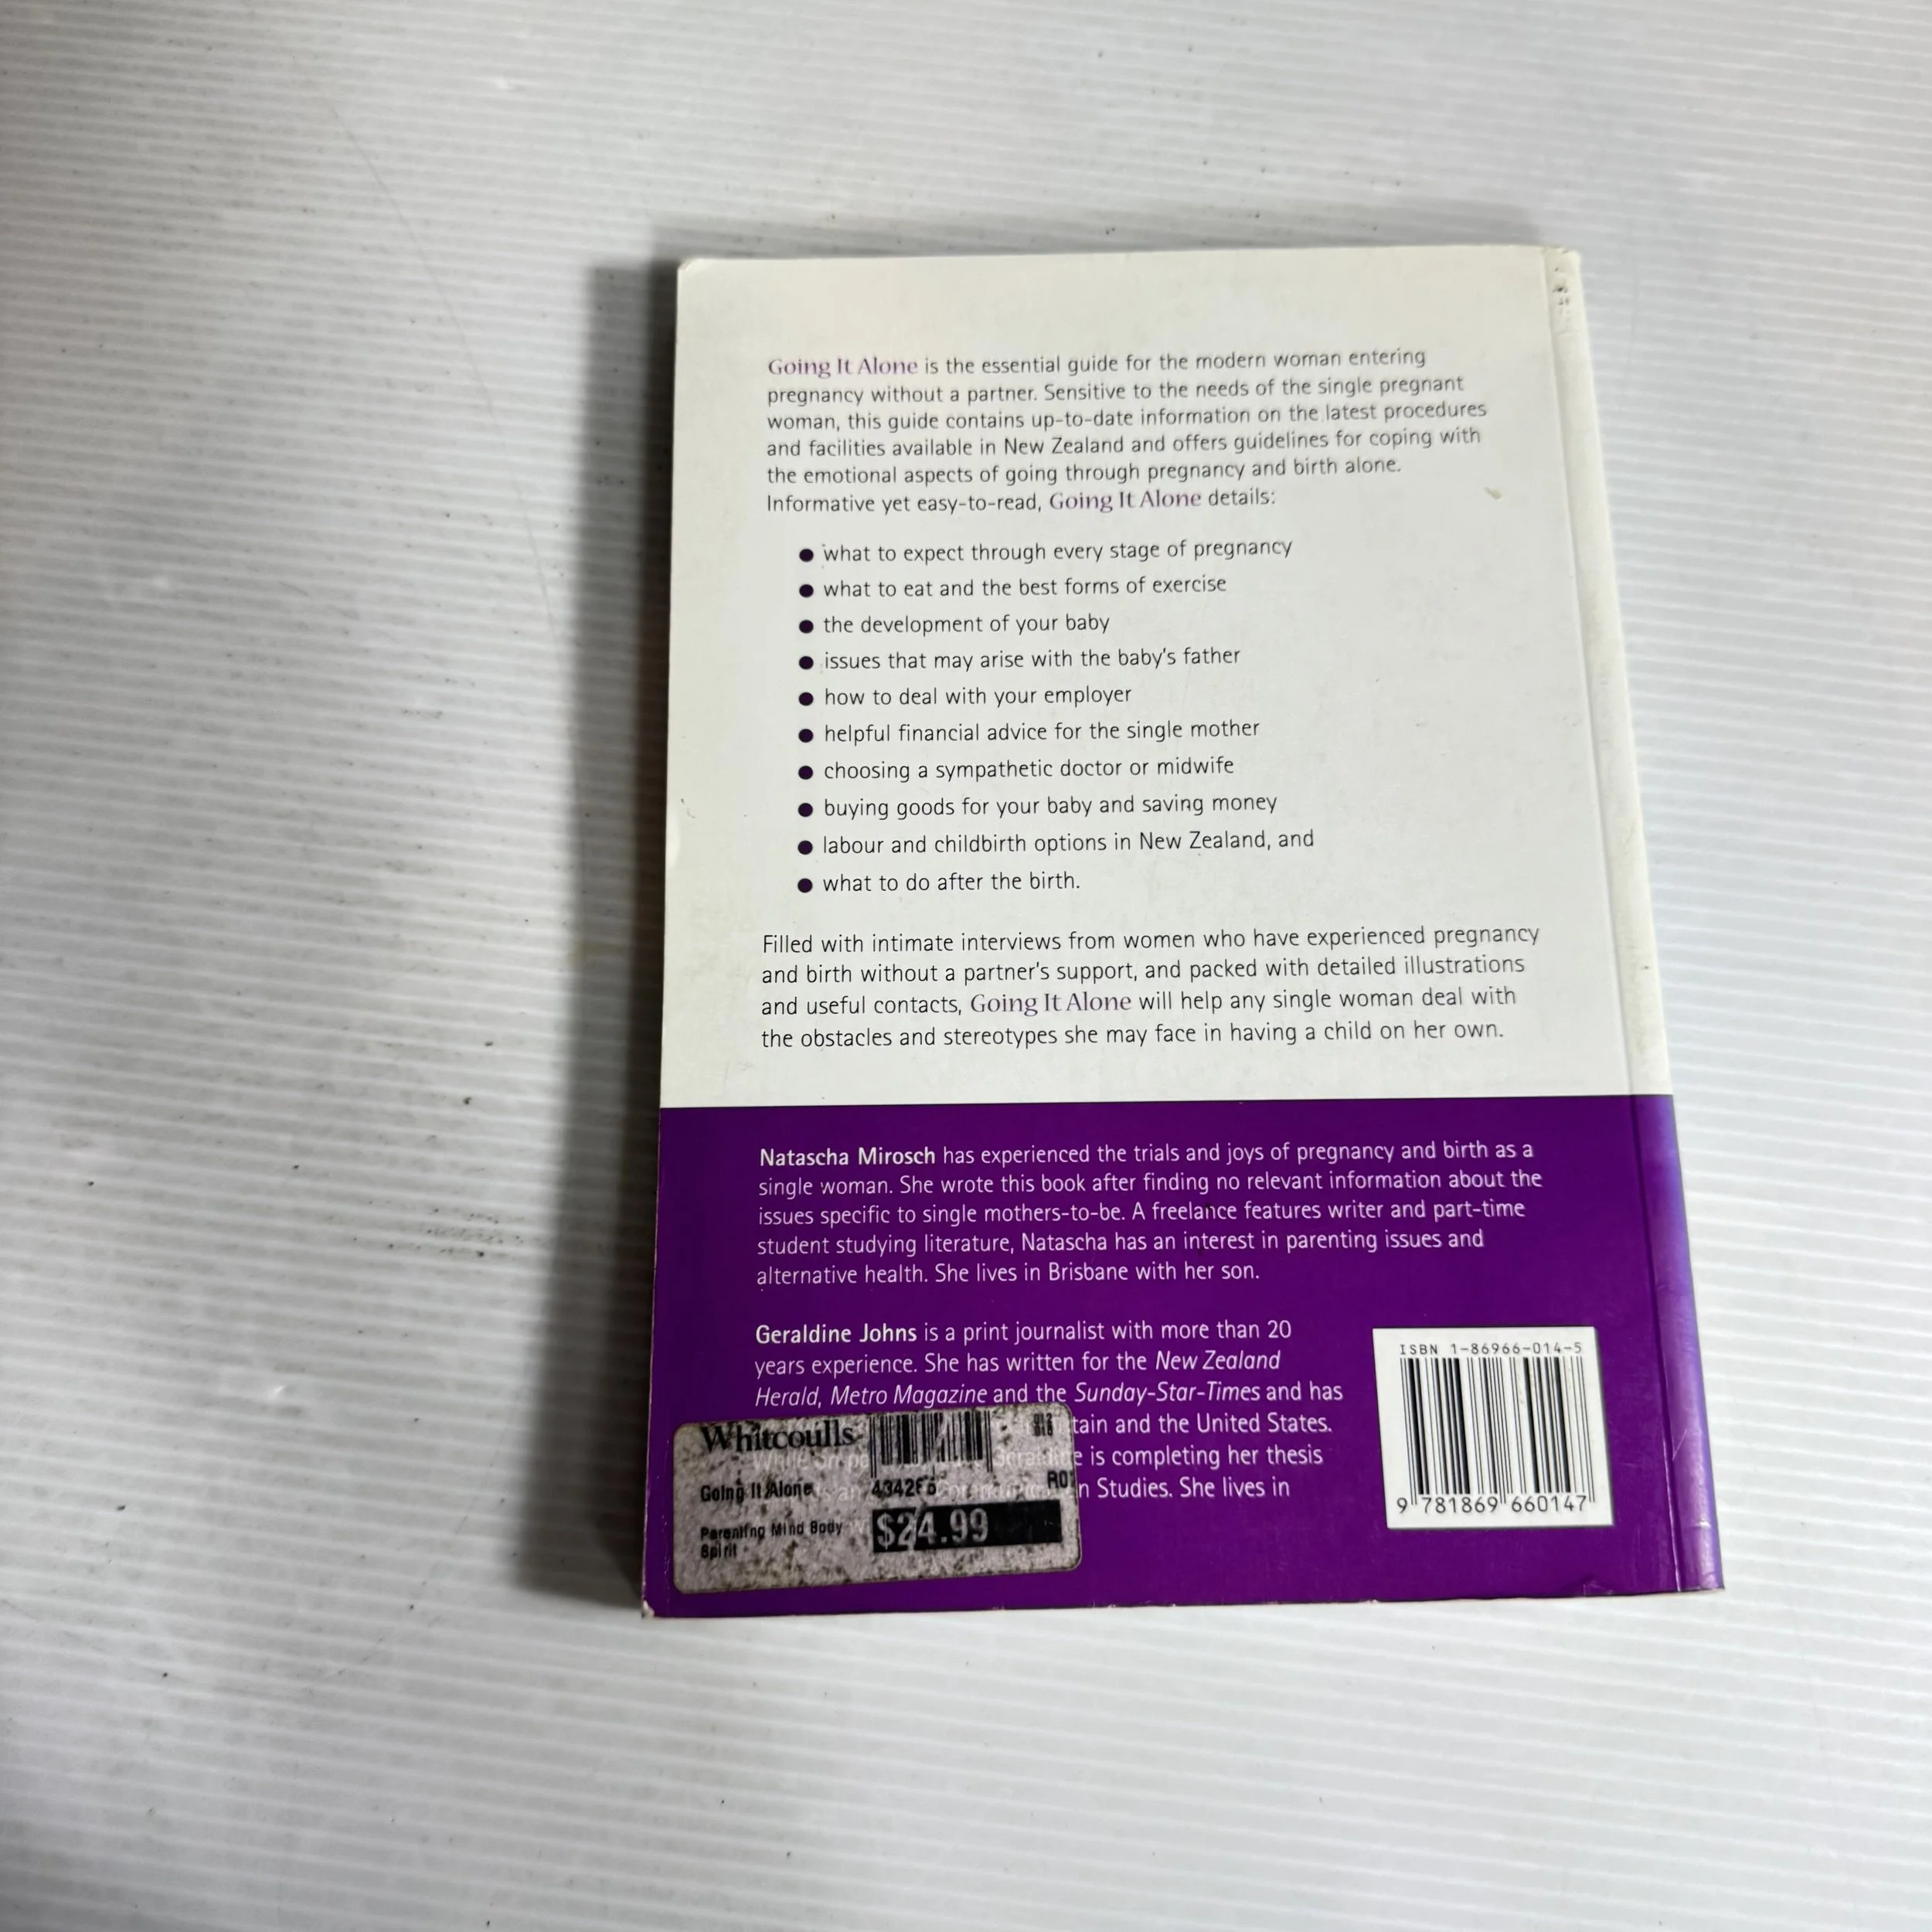 Going It Alone is the essential guide for the modern woman entering
pregnancy without a partner. Sensitive to the needs of the single pregnant
woman, this guide contains up-to-date information on the latest procedures
and facilities available in New Zealand and offers guidelines for coping with
the emotional aspects of going through pregnancy and birth alone.
Informative yet easy-to-read, Going It Alone details:
● what to expect through every stage of pregnancy
● what to eat and the best forms of exercise
● the development of your baby
● issues that may arise with the baby's father
● how to deal with your employer
● helpful financial advice for the single mother
● choosing a sympathetic doctor or midwife
● buying goods for your baby and saving money
● labour and childbirth options in New Zealand, and
● what to do after the birth.
Filled with intimate interviews from women who have experienced pregnancy
and birth without a partner's support, and packed with detailed illustrations
and useful contacts, Going It Alone will help any single woman deal with
the obstacles and stereotypes she may face in having a child on her own.
Natascha Mirosch has experienced the trials and joys of pregnancy and birth as a
single woman. She wrote this book after finding no relevant information about the
issues specific to single mothers-to-be. A freelance features writer and part-time
student studying literature, Natascha has an interest in parenting issues and
alternative health. She lives in Brisbane with her son.
Geraldine Johns is a print journalist with more than 20
years experience. She has written for the New Zealand
Herald, Metro Magazine and the Sunday-Star-Times and has
and the United States.
is completing her thesis
Studies. She lives in
Whitcoulls
Going It Alone
Parenting Mind Body
Spirit
$24.99
ISBN 1-86966-014-5
9 781869 660147